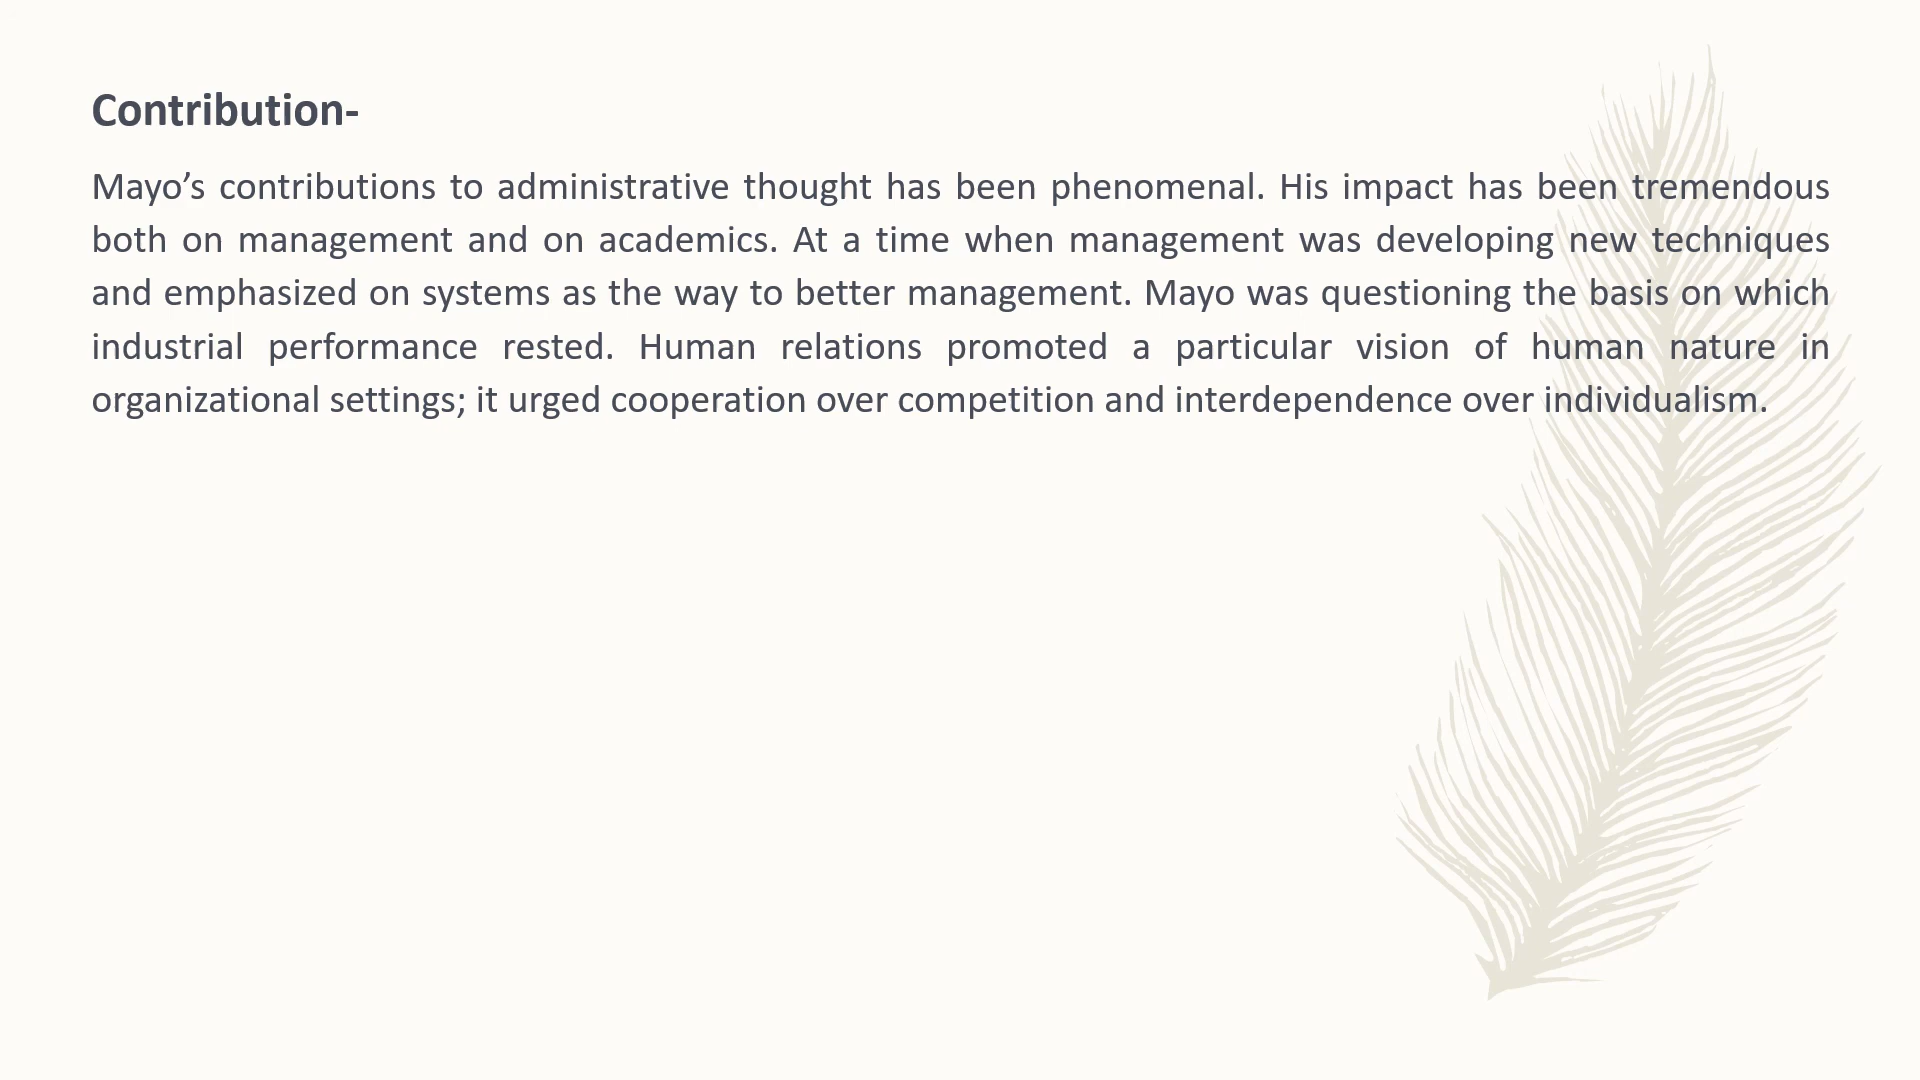 Contribution-
Mayo’s contributions to administrative thought has been phenomenal. His impact has been tremendous
both on management and on academics. At a time when management was developing new techniques
and emphasized on systems as the way to better management. Mayo was questioning the basis on which
industrial performance rested. Human relations promoted a particular vision of human nature in
organizational settings; it urged cooperation over competition and interdependence over individualism.